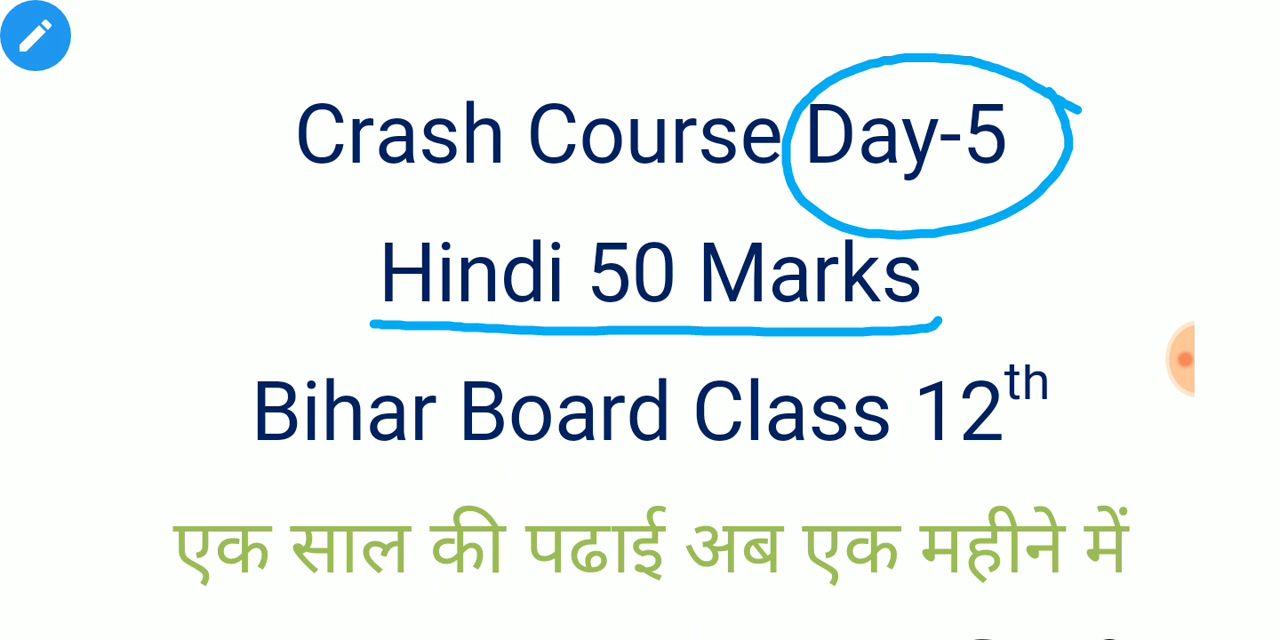 Crash Course Day-5
Hindi 50 Marks
Bihar Board Class 12th
एक साल की पढाई अब एक महीने में